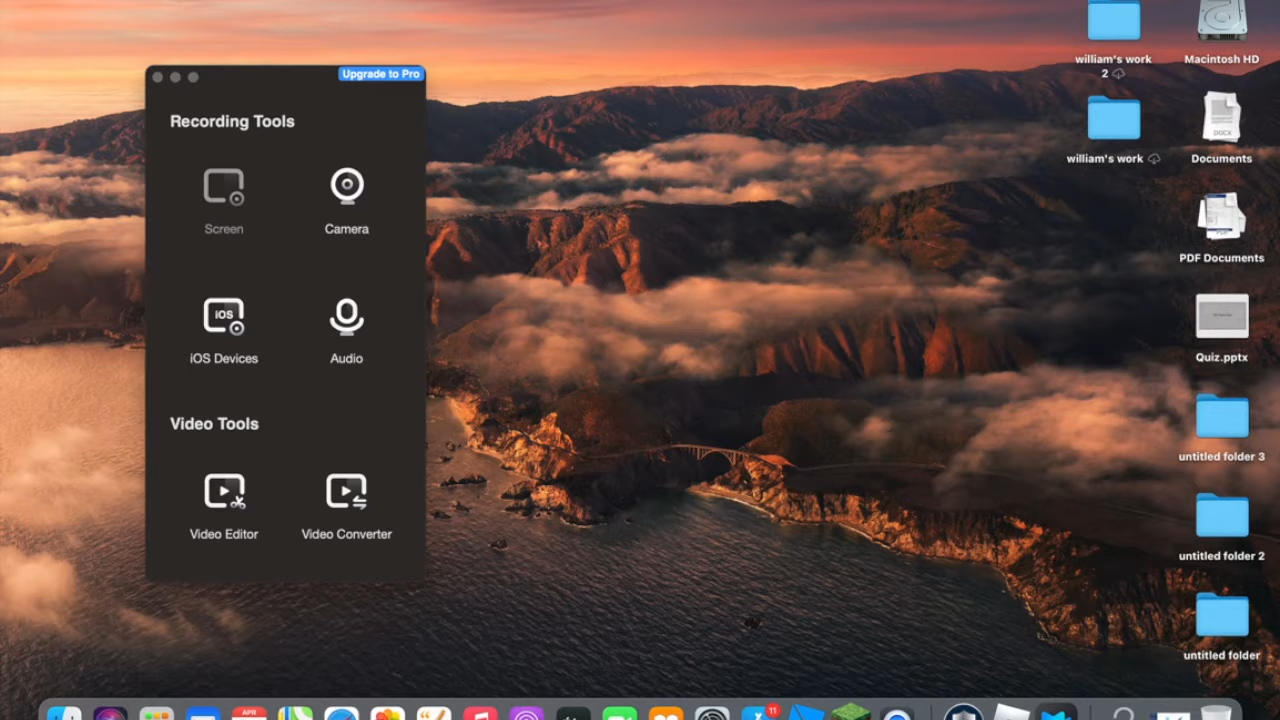 Upgrade to Pro
Recording Tools
Screen
Camera
iOS
iOS Devices
Audio
Video Tools
Video Editor
Video Converter
william's work
2
Macintosh HD
william's work
DOCX
Documents
PDF
PDF Documents
Quiz.pptx
untitled folder 3
untitled folder 2
untitled folder
APR
11